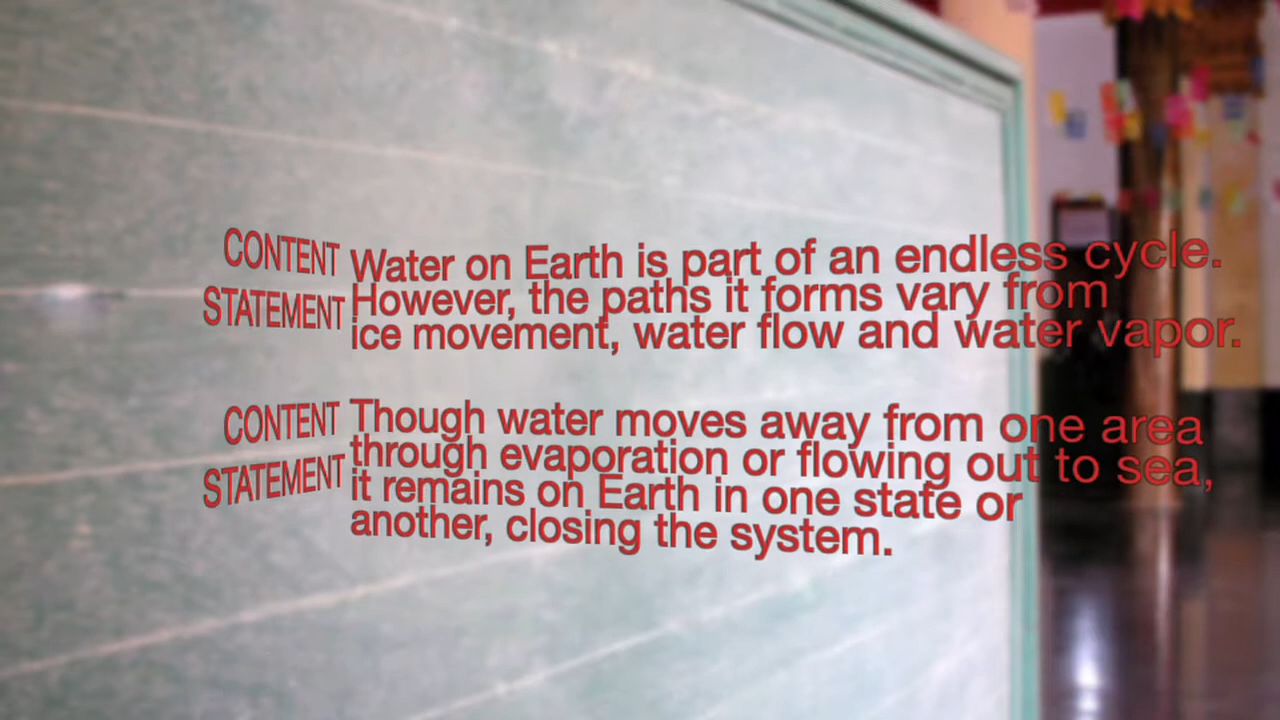 CONTENT
STATEMENT
Water on Earth is part of an endless cycle.
However, the paths it forms vary from
ice movement, water flow and water vapor.
CONTENT
STATEMENT
Though water moves away from one area
through evaporation or flowing out to sea,
it remains on Earth in one state or
another, closing the system.